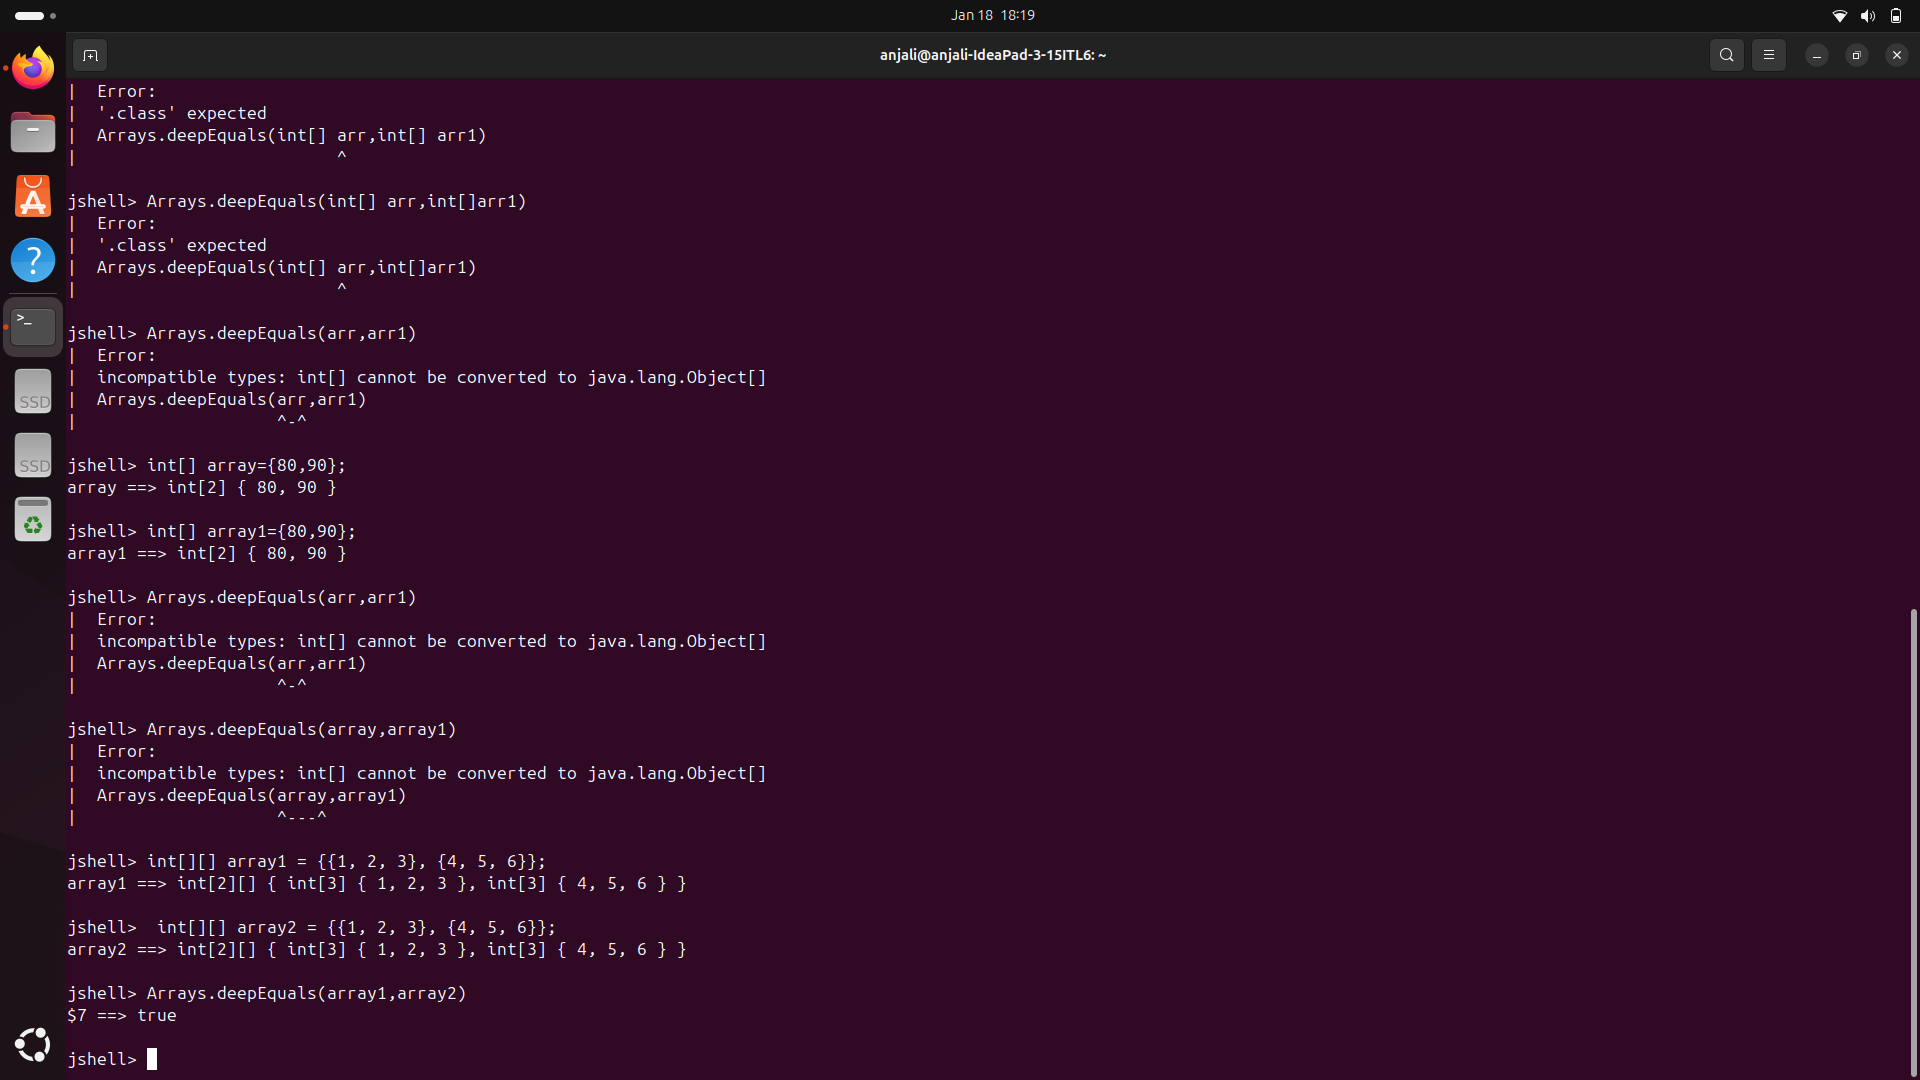 Jan 18 18:19
anjali@anjali-IdeaPad-3-15ITL6: ~
| Error:
| '.class' expected
| Arrays.deepEquals(int[] arr,int[] arr1)
| ^
jshell> Arrays.deepEquals(int[] arr,int[]arr1)
| Error:
| '.class' expected
| Arrays.deepEquals(int[] arr,int[]arr1)
| ^
jshell> Arrays.deepEquals(arr,arr1)
| Error:
| incompatible types: int[] cannot be converted to java.lang.Object[]
| Arrays.deepEquals(arr,arr1)
| ^-^
jshell> int[] array={80,90};
array ==> int[2] { 80, 90 }
jshell> int[] array1={80,90};
array1 ==> int[2] { 80, 90 }
jshell> Arrays.deepEquals(arr,arr1)
| Error:
| incompatible types: int[] cannot be converted to java.lang.Object[]
| Arrays.deepEquals(arr,arr1)
| ^-^
jshell> Arrays.deepEquals(array,array1)
| Error:
| incompatible types: int[] cannot be converted to java.lang.Object[]
| Arrays.deepEquals(array,array1)
| ^---^
jshell> int[][] array1 = {{1, 2, 3}, {4, 5, 6}};
array1 ==> int[2][] { int[3] { 1, 2, 3 }, int[3] { 4, 5, 6 } }
jshell>  int[][] array2 = {{1, 2, 3}, {4, 5, 6}};
array2 ==> int[2][] { int[3] { 1, 2, 3 }, int[3] { 4, 5, 6 } }
jshell> Arrays.deepEquals(array1,array2)
$7 ==> true
jshell>
?
>_
SSD
SSD